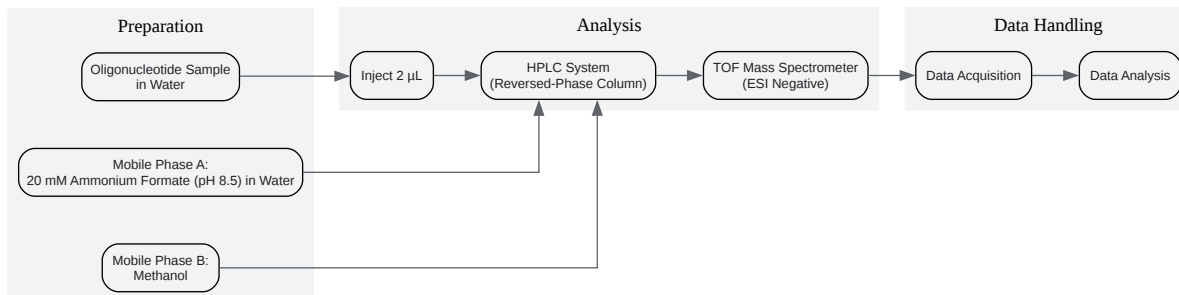 Preparation
Analysis
Data Handling
Oligonucleotide Sample
in Water
Inject 2 µL
HPLC System
(Reversed-Phase Column)
TOF Mass Spectrometer
(ESI Negative)
Data Acquisition
Data Analysis
Mobile Phase A:
20 mM Ammonium Formate (pH 8.5) in Water
Mobile Phase B:
Methanol